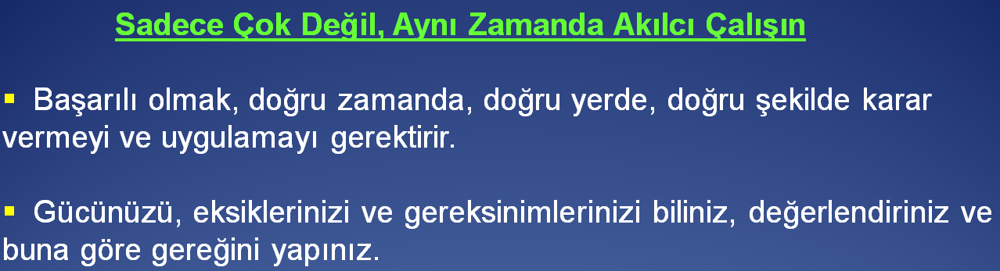 Sadece Çok Değil, Aynı Zamanda Akılcı Çalışın
▪ Başarılı olmak, doğru zamanda, doğru yerde, doğru şekilde karar
vermeyi ve uygulamayı gerektirir.
▪ Gücünüzü, eksiklerinizi ve gereksinimlerinizi biliniz, değerlendiriniz ve
buna göre gereğini yapınız.